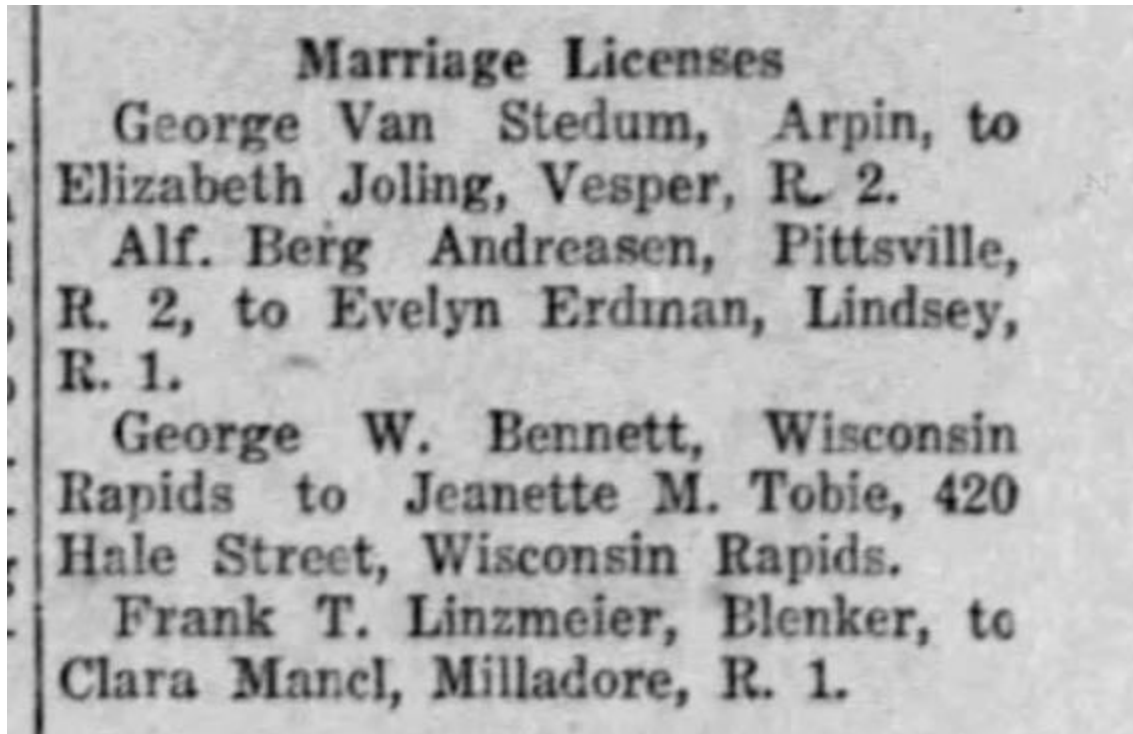 Marriage Licenses
George Van Stedum, Arpin, to
Elizabeth Joling, Vesper, R. 2.
Alf. Berg Andreasen, Pittsville,
R. 2, to Evelyn Erdman, Lindsey,
R. 1.
George W. Bennett, Wisconsin
Rapids to Jeanette M. Tobie, 420
Hale Street, Wisconsin Rapids.
Frank T. Linzmeier, Blenker, to
Clara Mancl, Milladore, R. 1.